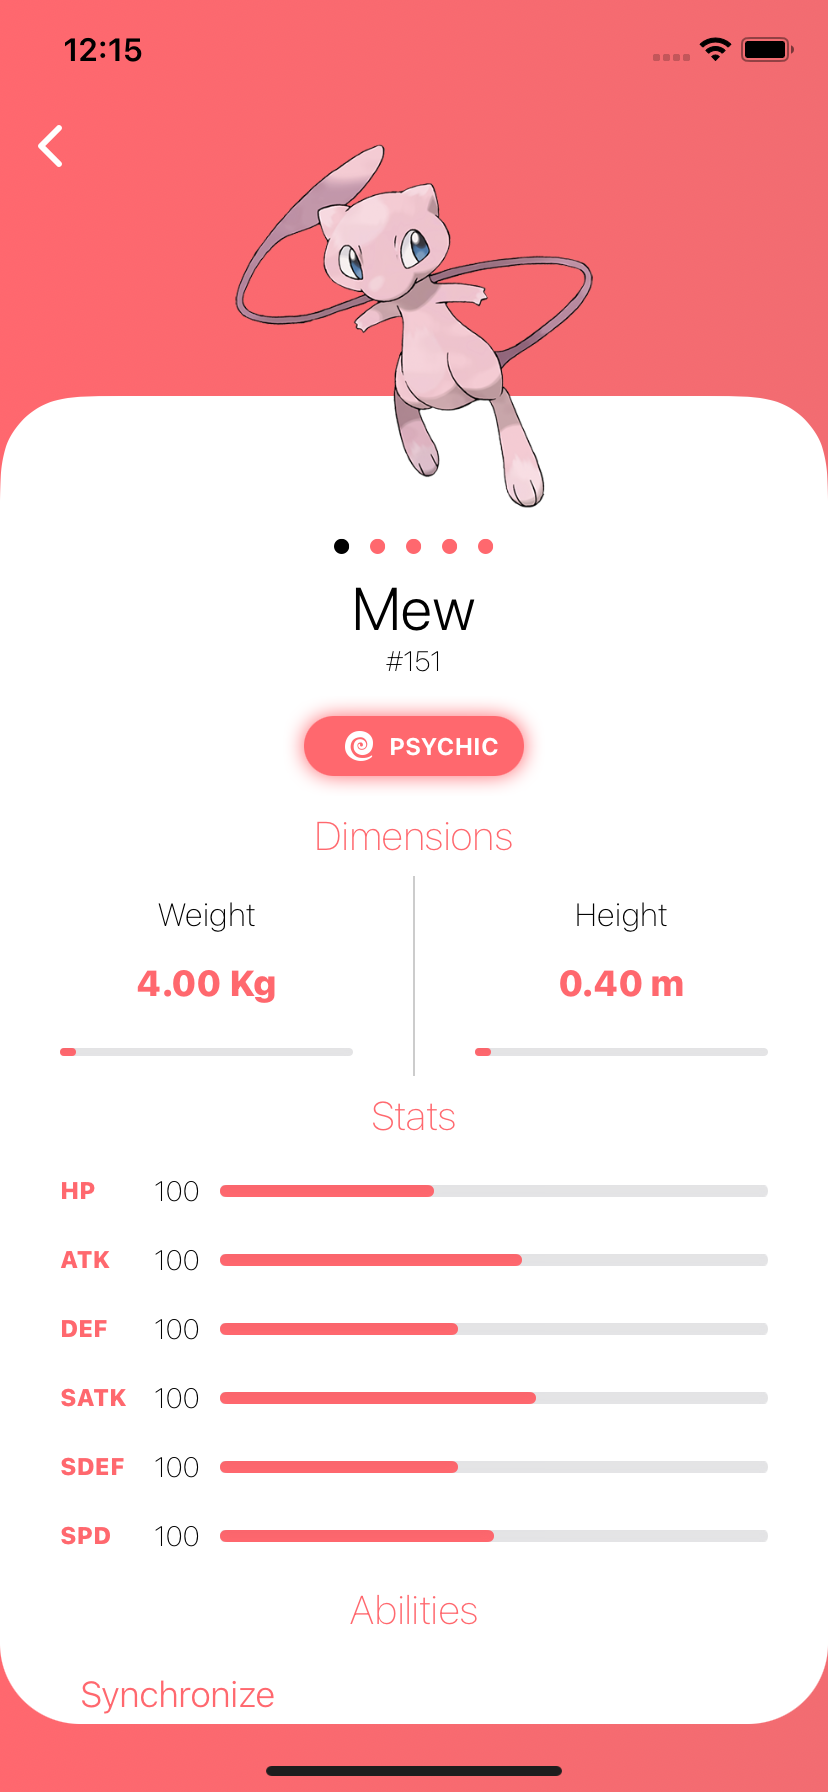 12:15
Mew
#151
PSYCHIC
Dimensions
Weight
Height
4.00 Kg
0.40 m
Stats
HP 100
ATK 100
DEF 100
SATK 100
SDEF 100
SPD 100
Abilities
Synchronize